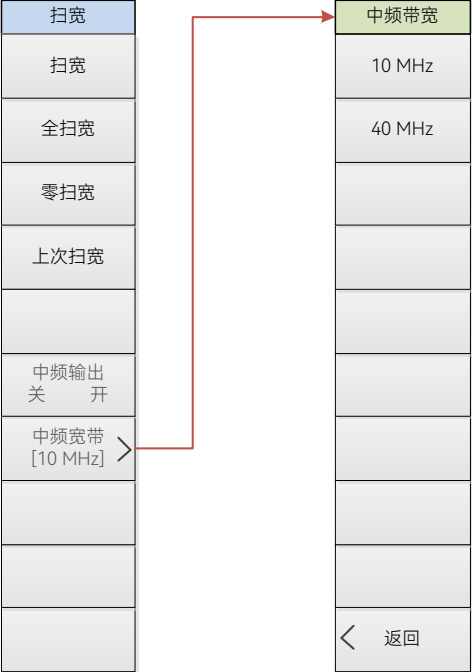 扫宽
扫宽
全扫宽
零扫宽
上次扫宽
中频输出
关 开
中频宽带
[10 MHz]
中频带宽
10 MHz
40 MHz
返回